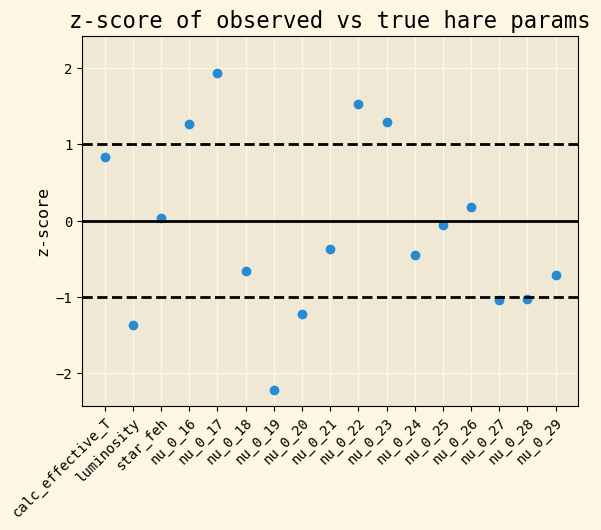 z-score of observed vs true hare params
z-score
2
1
0
−1
−2
calc_effective_T
luminosity
star_feh
nu_0_16
nu_0_17
nu_0_18
nu_0_19
nu_0_20
nu_0_21
nu_0_22
nu_0_23
nu_0_24
nu_0_25
nu_0_26
nu_0_27
nu_0_28
nu_0_29